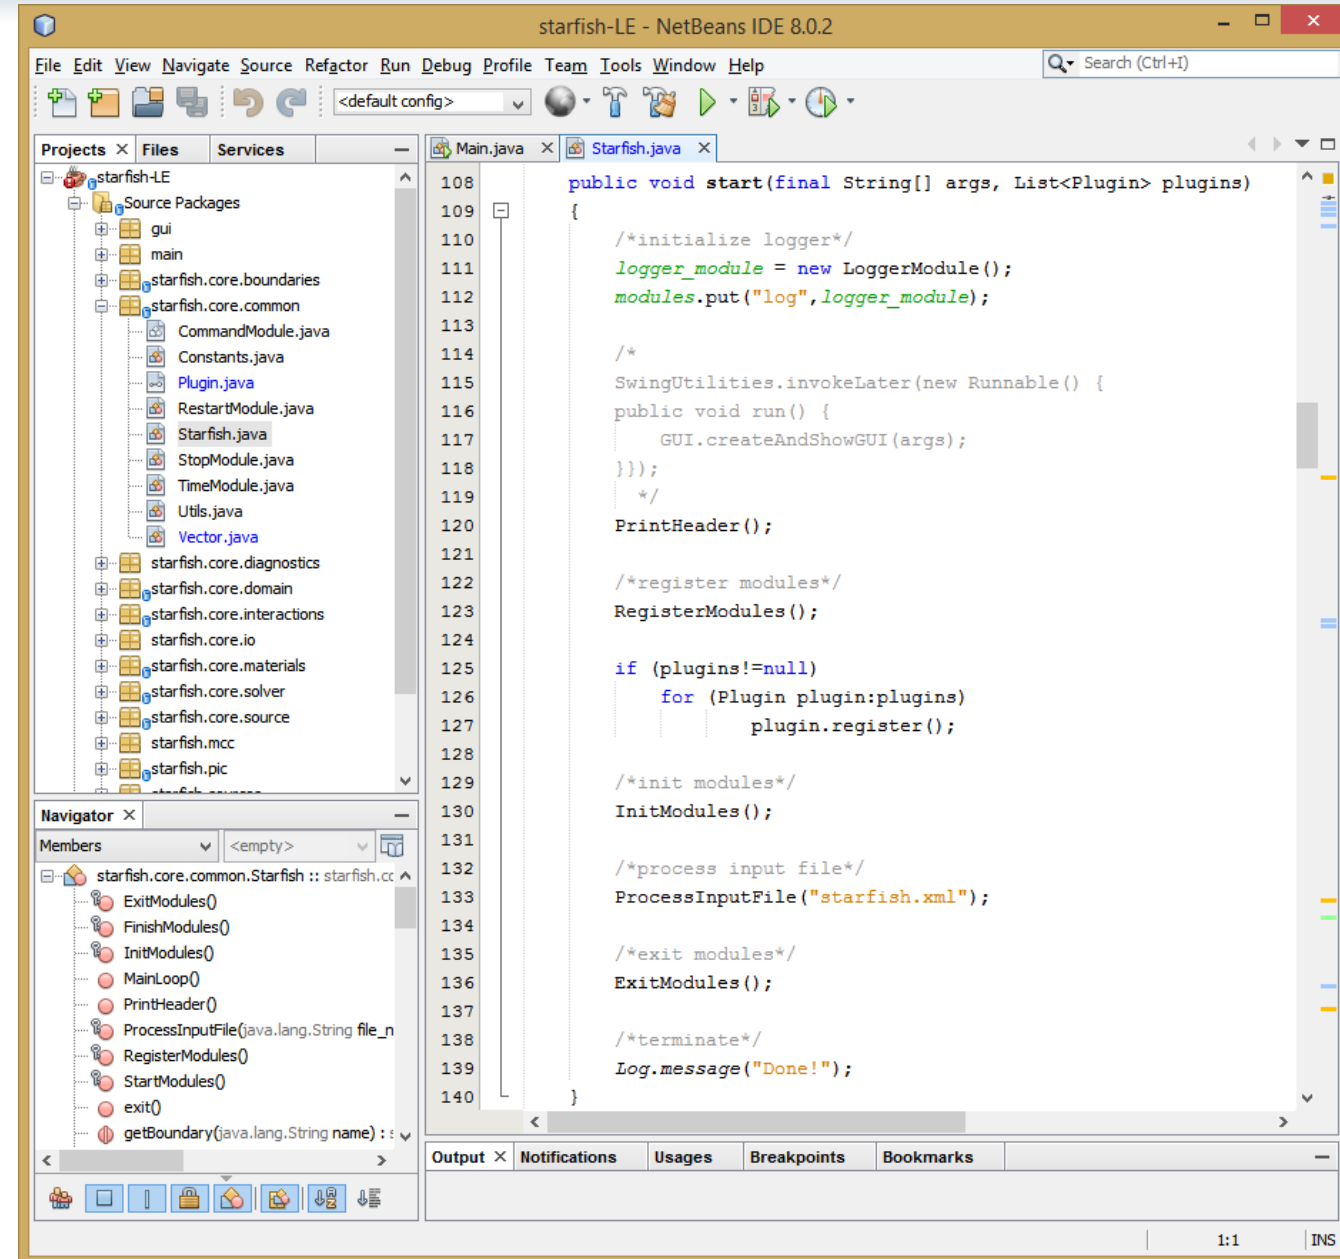 starfish-LE - NetBeans IDE 8.0.2
File Edit View Navigate Source Refactor Run Debug Profile Team Tools Window Help
Search (Ctrl+I)
<default config>
Projects Files Services
starfish-LE
Source Packages
gui
main
starfish.core.boundaries
starfish.core.common
CommandModule.java
Constants.java
Plugin.java
RestartModule.java
Starfish.java
StopModule.java
TimeModule.java
Utils.java
Vector.java
starfish.core.diagnostics
starfish.core.domain
starfish.core.interactions
starfish.core.io
starfish.core.materials
starfish.core.solver
starfish.core.source
starfish.mcc
starfish.pic
Navigator
Members <empty>
starfish.core.common.Starfish :: starfish.cc
ExitModules()
FinishModules()
InitModules()
MainLoop()
PrintHeader()
ProcessInputFile(java.lang.String file_n
RegisterModules()
StartModules()
exit()
getBoundary(java.lang.String name) : s
Main.java Starfish.java
108 public void start(final String[] args, List<Plugin> plugins)
109 {
110 /*initialize logger*/
111 logger_module = new LoggerModule();
112 modules.put("log",logger_module);
113
114 /*
115 SwingUtilities.invokeLater(new Runnable() {
116 public void run() {
117 GUI.createAndShowGUI(args);
118 }});
119 */
120 PrintHeader();
121
122 /*register modules*/
123 RegisterModules();
124
125 if (plugins!=null)
126 for (Plugin plugin:plugins)
127 plugin.register();
128
129 /*init modules*/
130 InitModules();
131
132 /*process input file*/
133 ProcessInputFile("starfish.xml");
134
135 /*exit modules*/
136 ExitModules();
137
138 /*terminate*/
139 Log.message("Done!");
140 }
Output Notifications Usages Breakpoints Bookmarks
1:1 INS